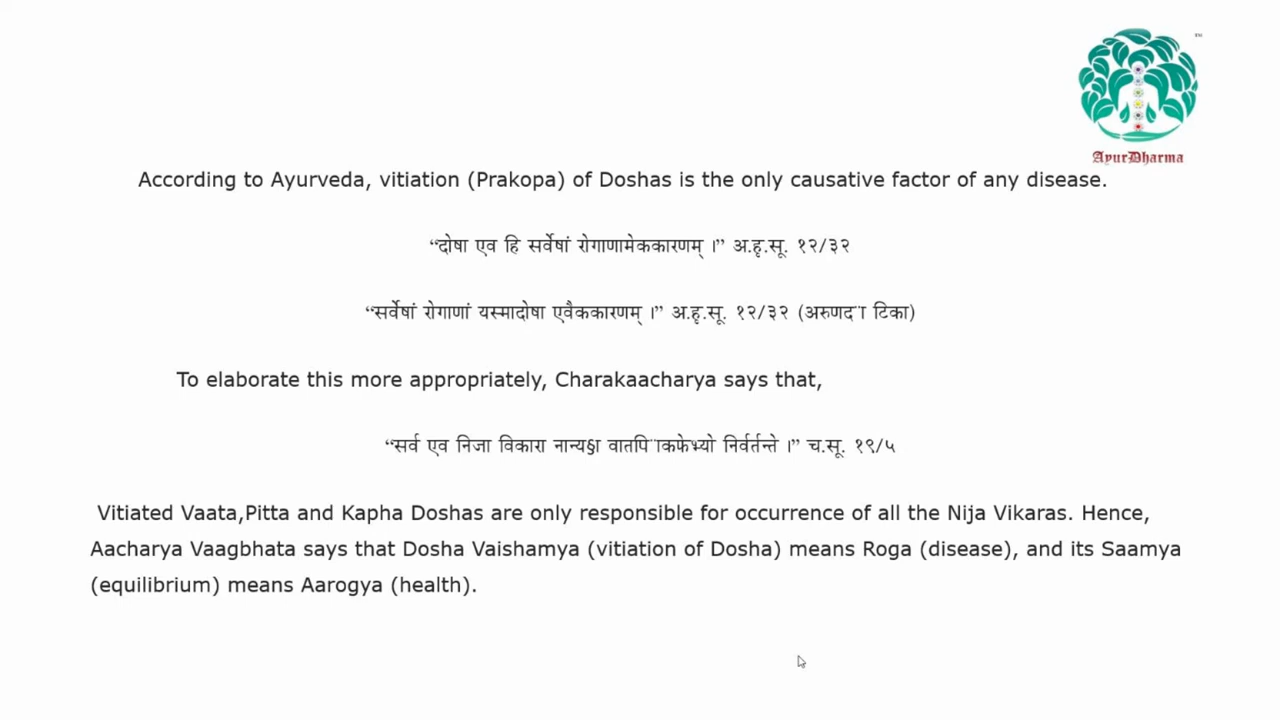 AyurDharma
According to Ayurveda, vitiation (Prakopa) of Doshas is the only causative factor of any disease.
“दोषा एव हि सर्वेषां रोगाणामेककारणम् ।” अ.हृ.सू. १२/३२
“सर्वेषां रोगाणां यस्मादोषा एवैककारणम् ।” अ.हृ.सू. १२/३२ (टिका)
To elaborate this more appropriately, Charakaacharya says that,
“सर्व एव निजा विकारा निर्वर्तन्ते ।” च.सू. १९/५
Vitiated Vaata,Pitta and Kapha Doshas are only responsible for occurrence of all the Nija Vikaras. Hence,
Aacharya Vaagbhata says that Dosha Vaishamya (vitiation of Dosha) means Roga (disease), and its Saamya
(equilibrium) means Aarogya (health).